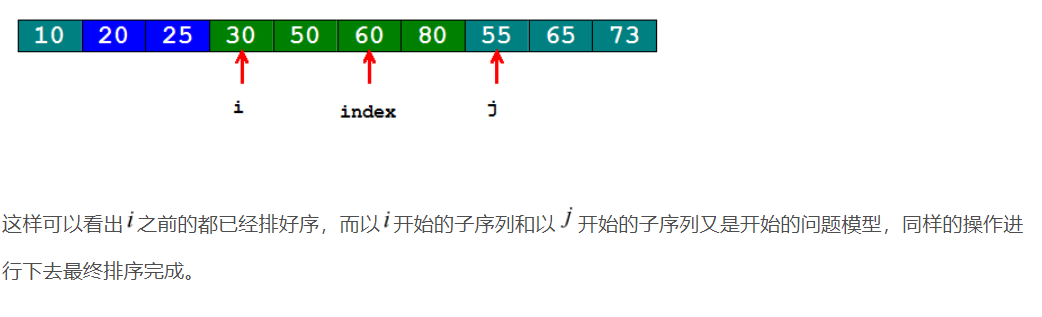 10 20 25 30 50 60 80 55 65 73
i index j
这样可以看出i之前的都已经排好序，而以i开始的子序列和以j开始的子序列又是开始的问题模型，同样的操作进
行下去最终排序完成。